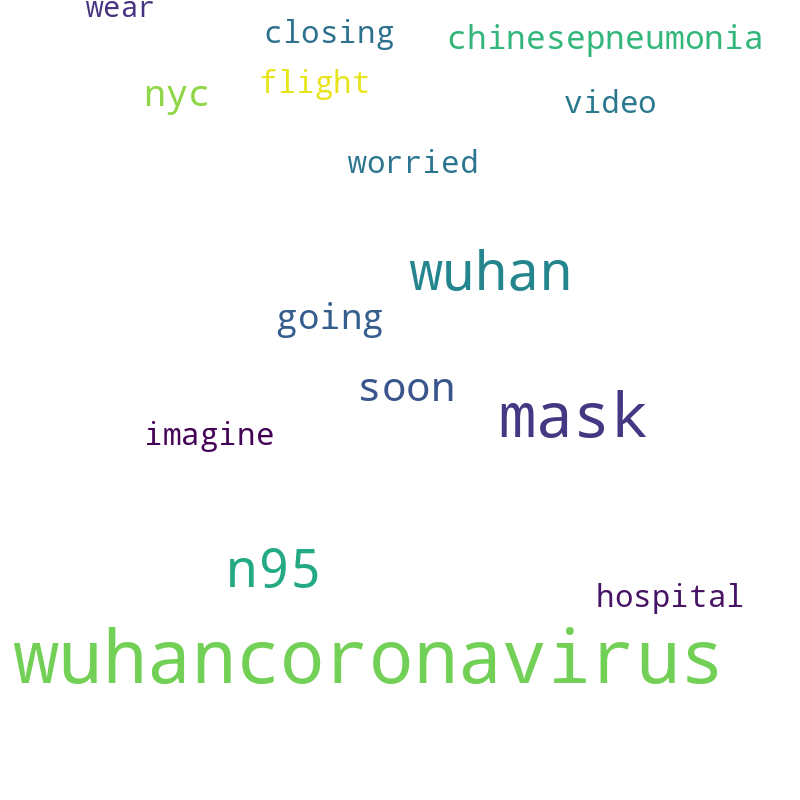 wear
closing
chinesepneumonia
flight
nyc
video
worried
wuhan
going
soon
mask
imagine
n95
hospital
wuhancoronavirus